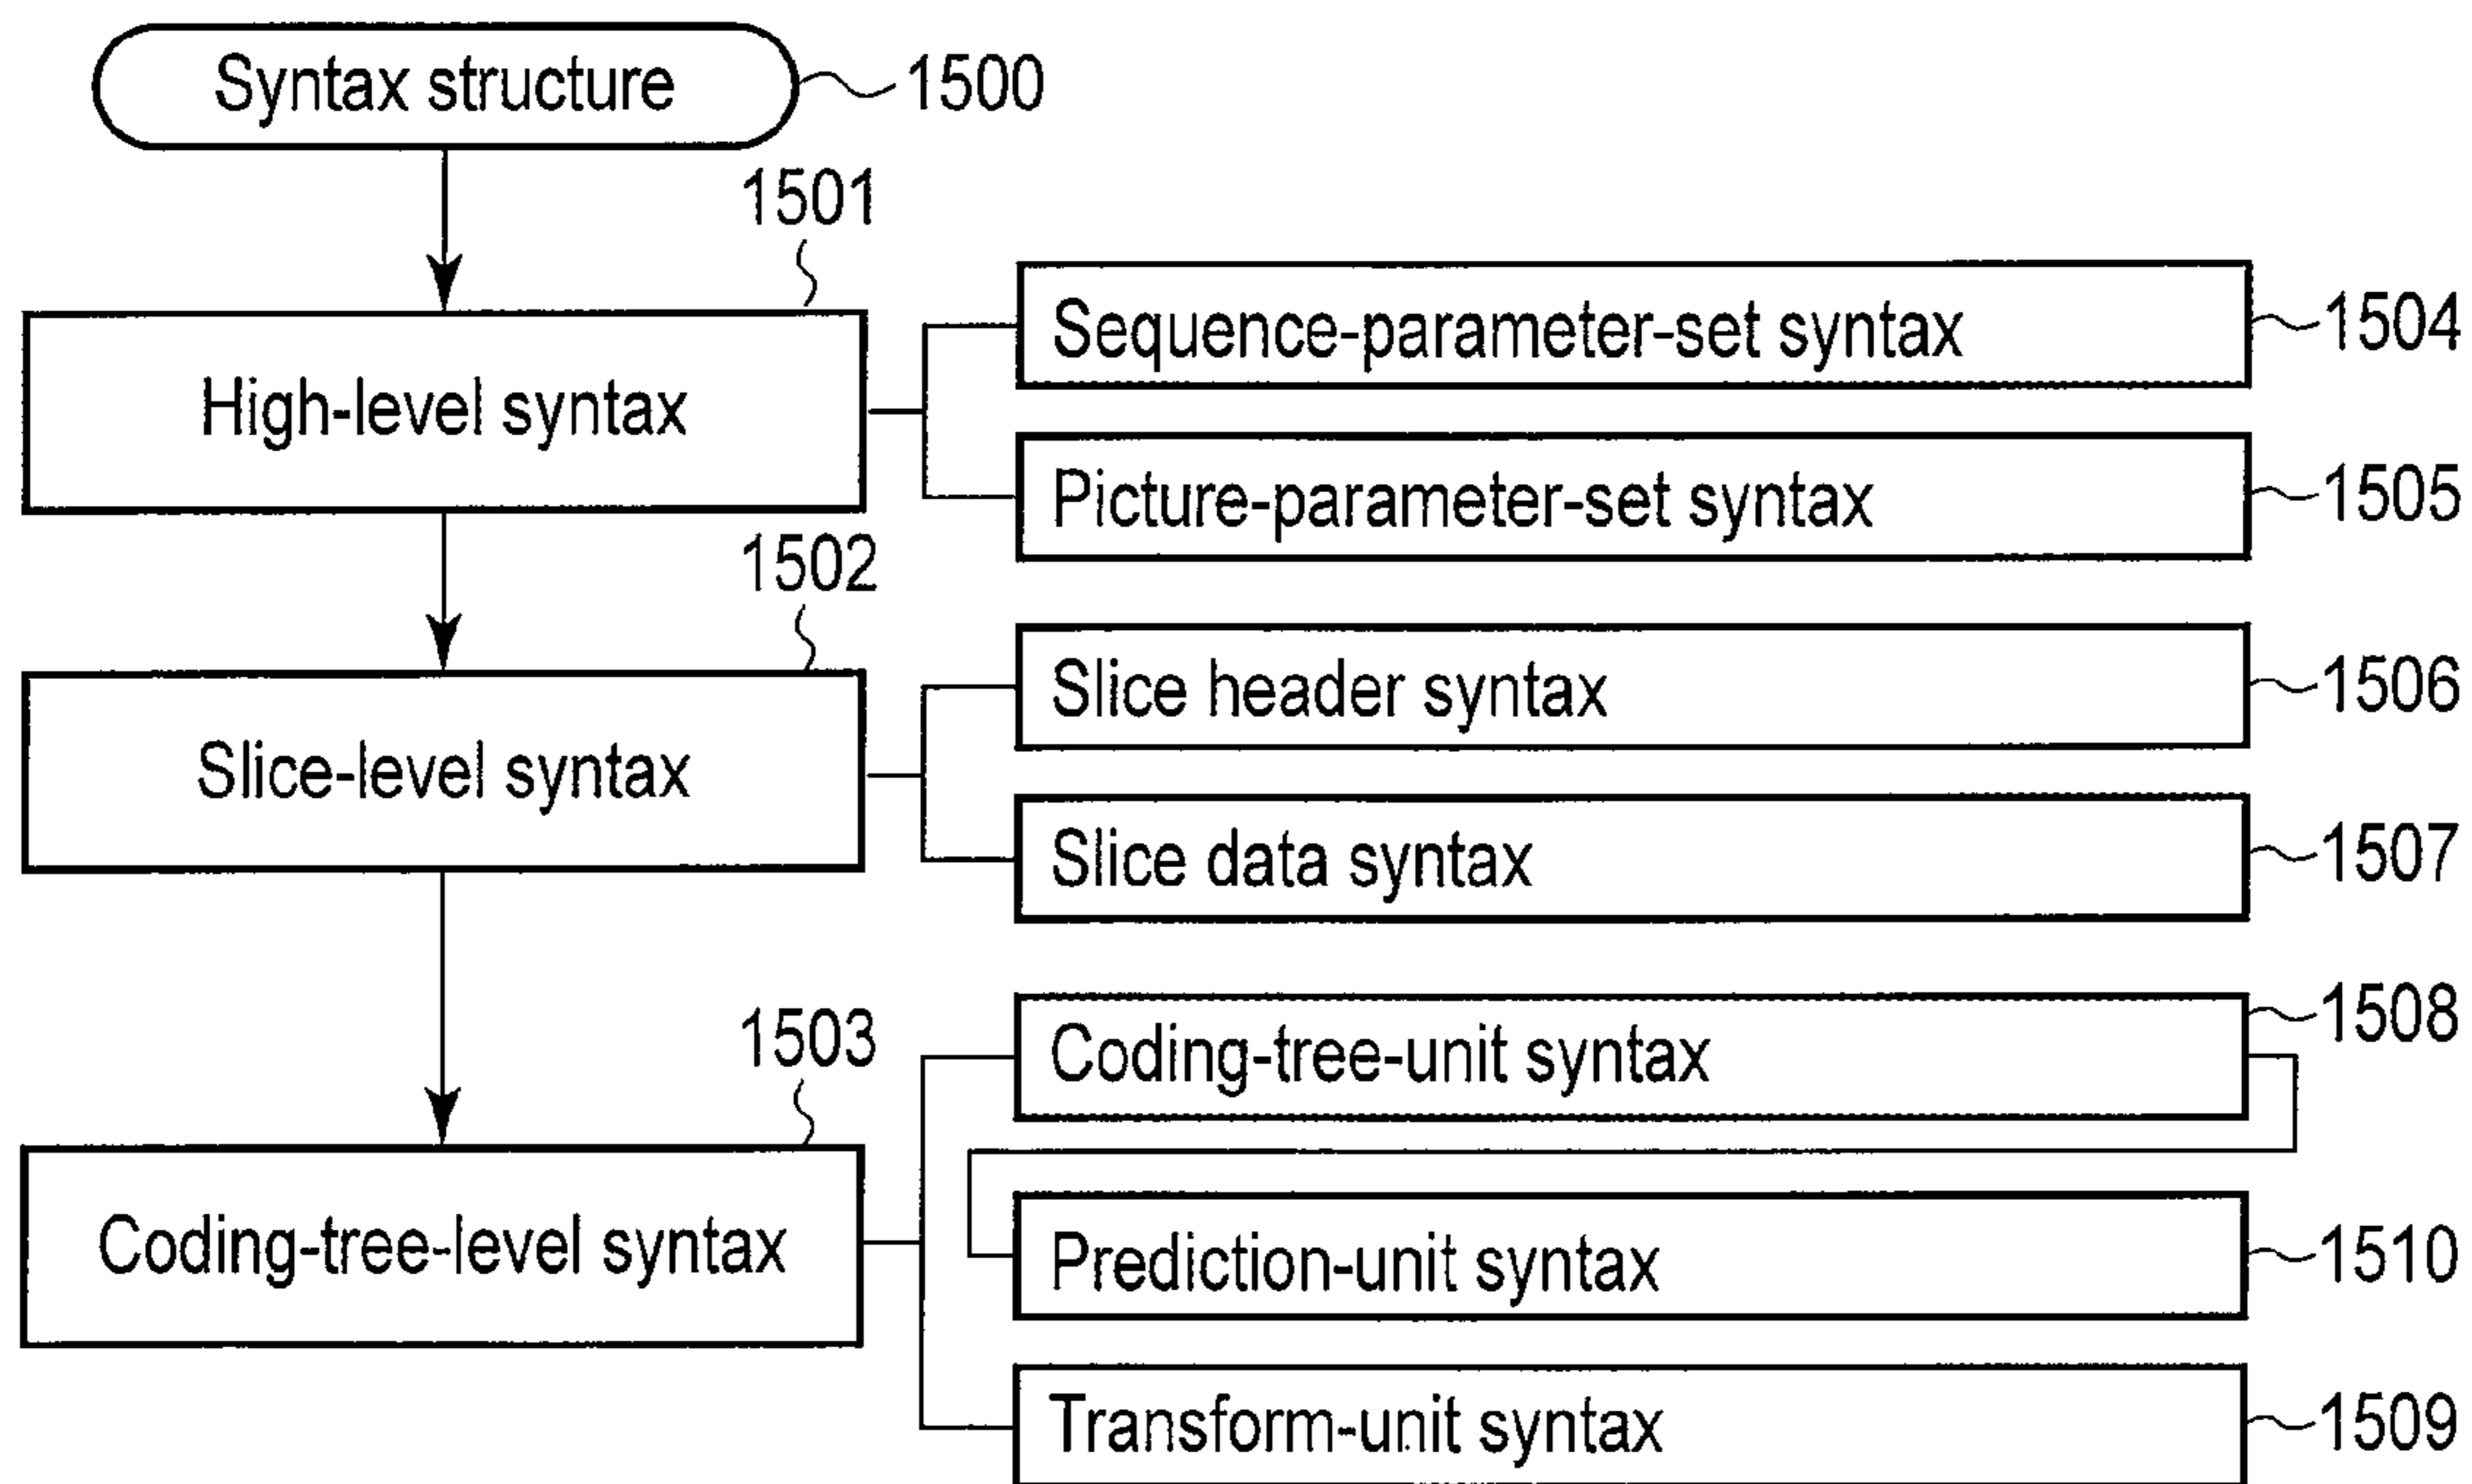 Syntax structure
1500
1501
High-level syntax
Sequence-parameter-set syntax
1504
Picture-parameter-set syntax
1505
1502
Slice-level syntax
Slice header syntax
1506
Slice data syntax
1507
1503
Coding-tree-level syntax
Coding-tree-unit syntax
1508
Prediction-unit syntax
1510
Transform-unit syntax
1509